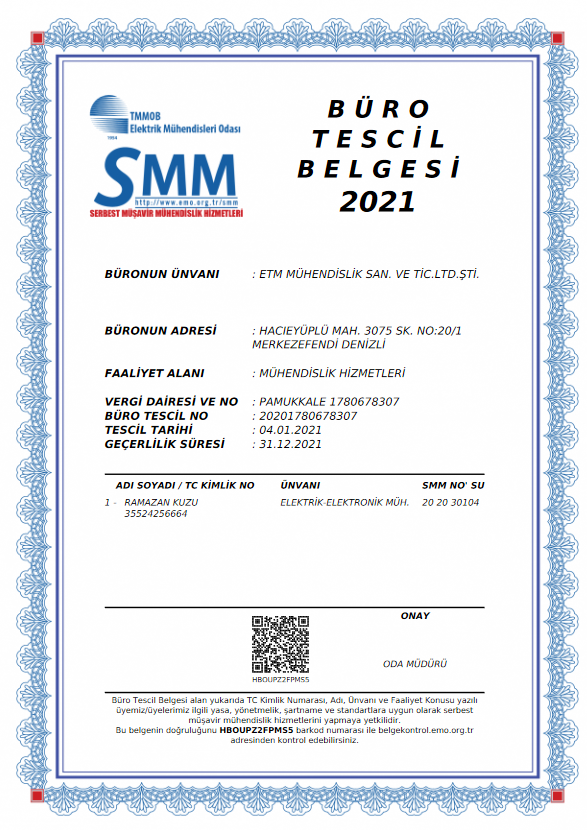 TMMOB
Elektrik Mühendisleri Odası
1954
SMM
http://www.emo.org.tr/smm
SERBEST MÜŞAVİR MÜHENDİSLİK HİZMETLERİ
BÜRO
TESCİL
BELGESİ
2021
BÜRONUN ÜNVANI : ETM MÜHENDİSLİK SAN. VE TİC.LTD.ŞTİ.
BÜRONUN ADRESİ : HACIEYÜPLÜ MAH. 3075 SK. NO:20/1
MERKEZEFENDİ DENİZLİ
FAALİYET ALANI : MÜHENDİSLİK HİZMETLERİ
VERGİ DAİRESİ VE NO : PAMUKKALE 1780678307
BÜRO TESCİL NO : 20201780678307
TESCİL TARİHİ : 04.01.2021
GEÇERLİLİK SÜRESİ : 31.12.2021
ADI SOYADI / TC KİMLİK NO ÜNVANI SMM NO' SU
1 - RAMAZAN KUZU ELEKTRİK-ELEKTRONİK MÜH. 20 20 30104
35524256664
ONAY
ODA MÜDÜRÜ
HBOUPZ2FPMS5
Büro Tescil Belgesi alan yukarıda TC Kimlik Numarası, Adı, Ünvanı ve Faaliyet Konusu yazılı
üyemiz/üyelerimiz ilgili yasa, yönetmelik, şartname ve standartlara uygun olarak serbest
müşavir mühendislik hizmetlerini yapmaya yetkilidir.
Bu belgenin doğruluğunu HBOUPZ2FPMS5 barkod numarası ile belgekontrol.emo.org.tr
adresinden kontrol edebilirsiniz.